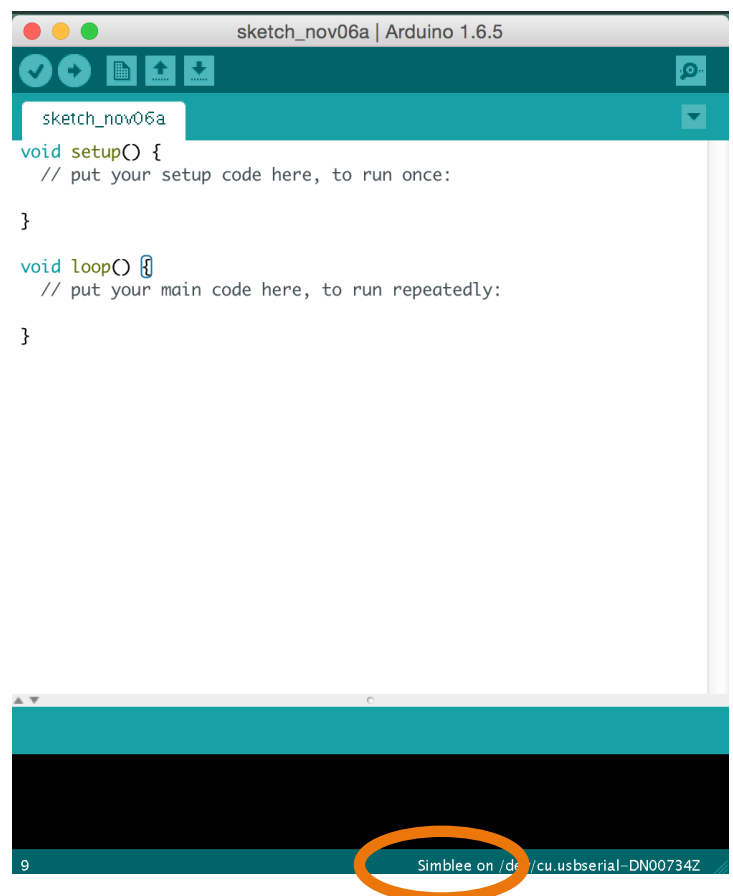 sketch_nov06a | Arduino 1.6.5
sketch_nov06a
void setup() {
  // put your setup code here, to run once:
}
void loop() {
  // put your main code here, to run repeatedly:
}
9
Simblee on /dev/cu.usbserial-DN00734Z